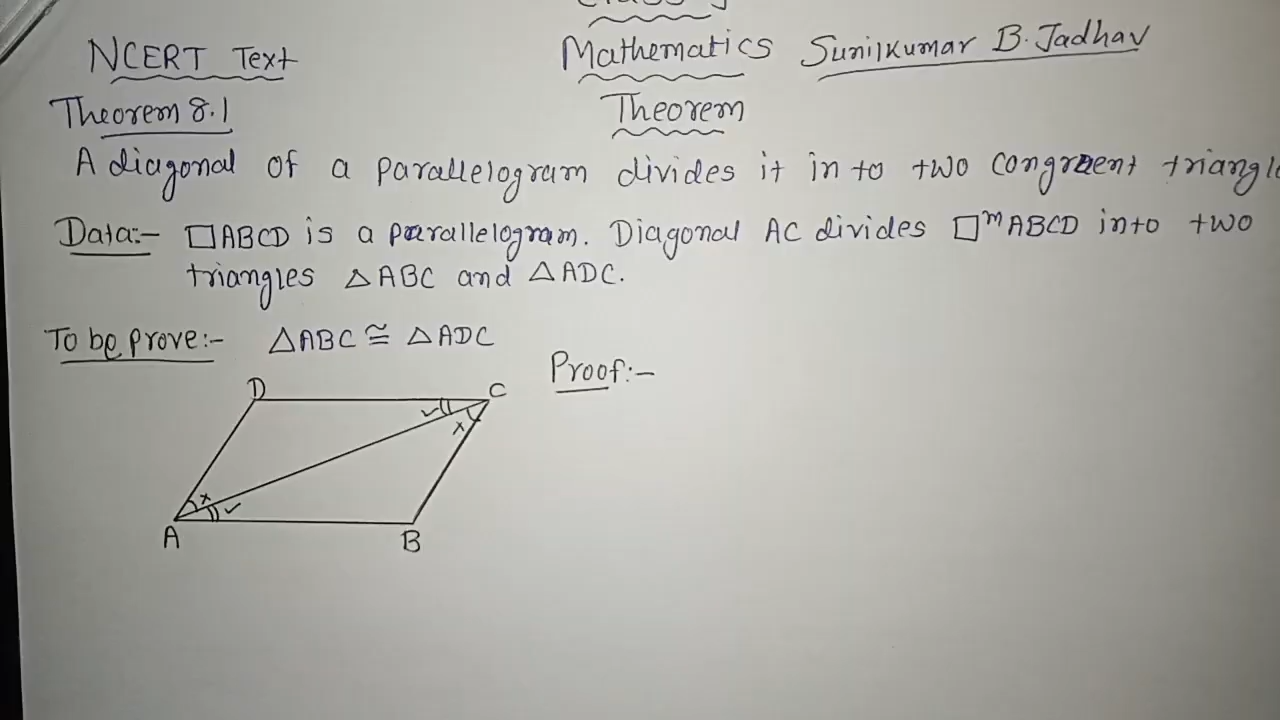 NCERT Text
Mathematics Sunilkumar B. Jadhav
Theorem 8.1
Theorem
A diagonal of a parallelogram divides it in to two congruent
Data:- □ABCD is a parallelogram. Diagonal AC divides □ᵐABCD into two
triangles △ABC and △ADC.
To be prove:- △ABC ≅ △ADC
Proof:-
D
C
x
x
A
B